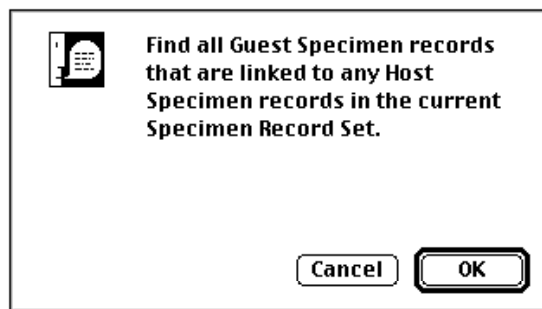 Find all Guest Specimen records
that are linked to any Host
Specimen records in the current
Specimen Record Set.
Cancel
OK